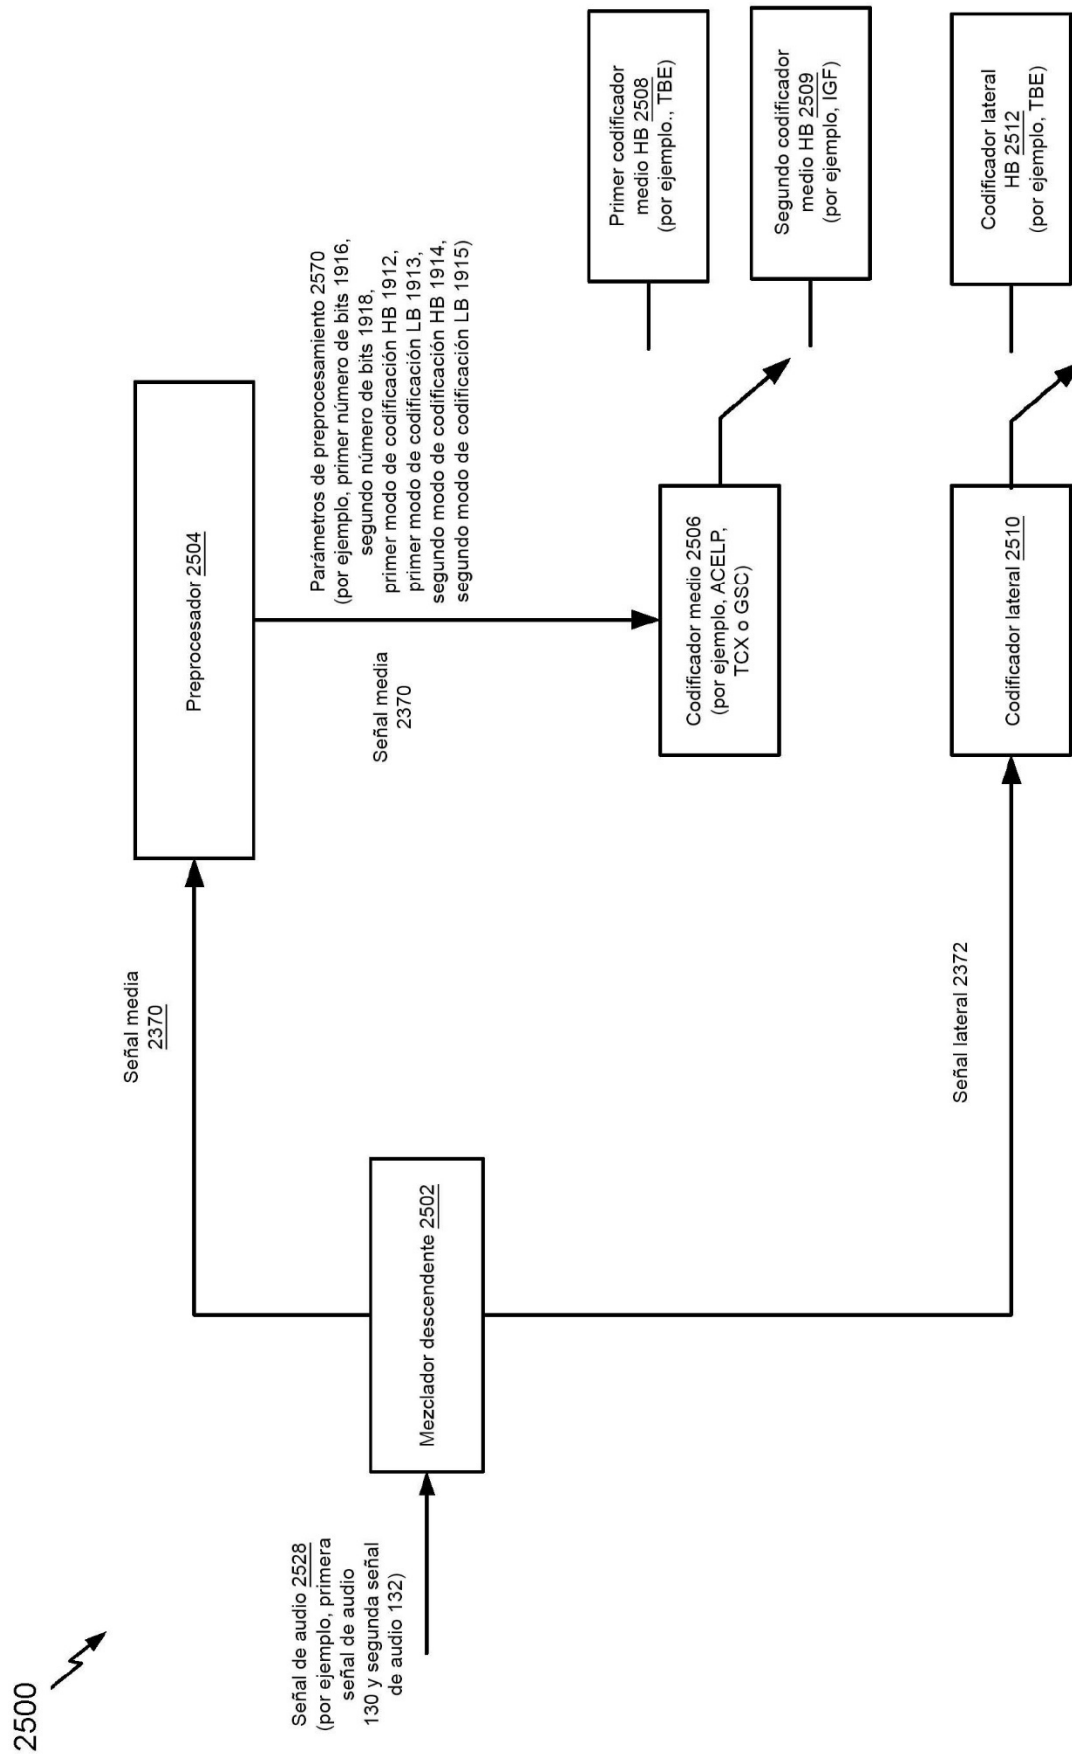 2500
Señal de audio 2528
(por ejemplo, primera
señal de audio
130 y segunda señal
de audio 132)
Mezclador descendente 2502
Señal media
2370
Preprocesador 2504
Señal media
2370
Parámetros de preprocesamiento 2570
(por ejemplo, primer número de bits 1916,
segundo número de bits 1918,
primer modo de codificación HB 1912,
primer modo de codificación LB 1913,
segundo modo de codificación HB 1914,
segundo modo de codificación LB 1915)
Codificador medio 2506
(por ejemplo, ACELP,
TCX o GSC)
Primer codificador
medio HB 2508
(por ejemplo., TBE)
Segundo codificador
medio HB 2509
(por ejemplo, IGF)
Señal lateral 2372
Codificador lateral 2510
Codificador lateral
HB 2512
(por ejemplo, TBE)